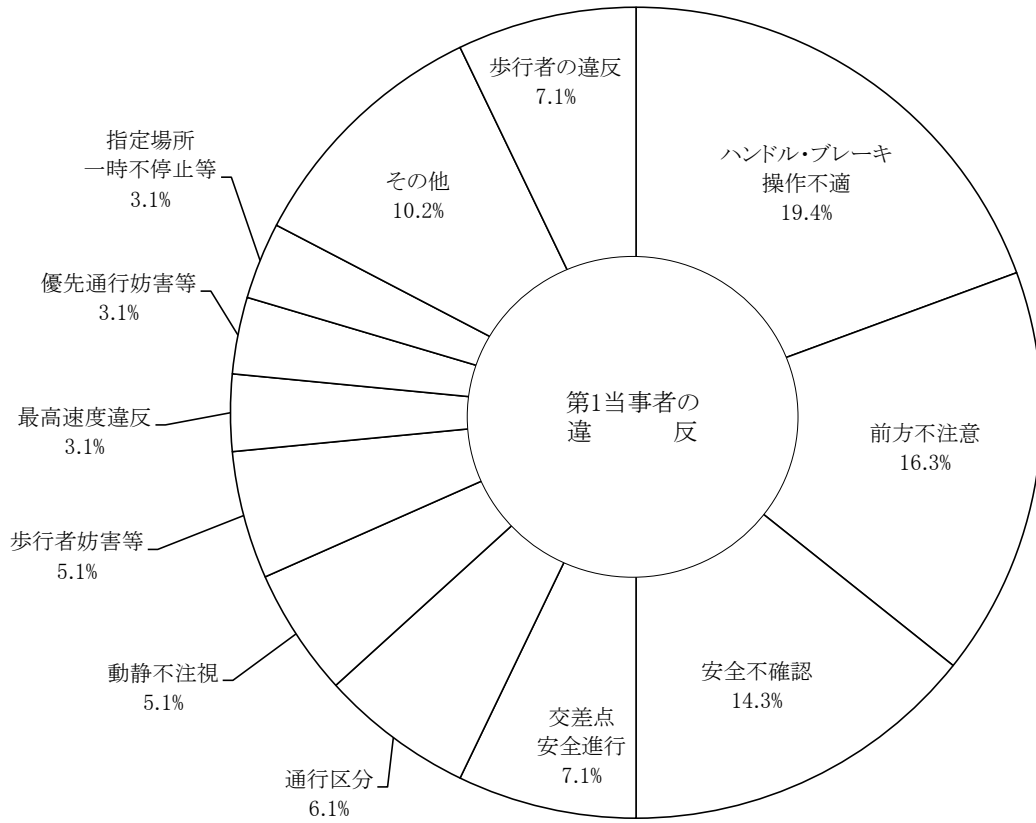 歩行者の違反
7.1%
ハンドル・ブレーキ
操作不適
19.4%
前方不注意
16.3%
安全不確認
14.3%
交差点
安全進行
7.1%
通行区分
6.1%
動静不注視
5.1%
歩行者妨害等
5.1%
最高速度違反
3.1%
優先通行妨害等
3.1%
指定場所
一時不停止等
3.1%
その他
10.2%
第1当事者の
違 反